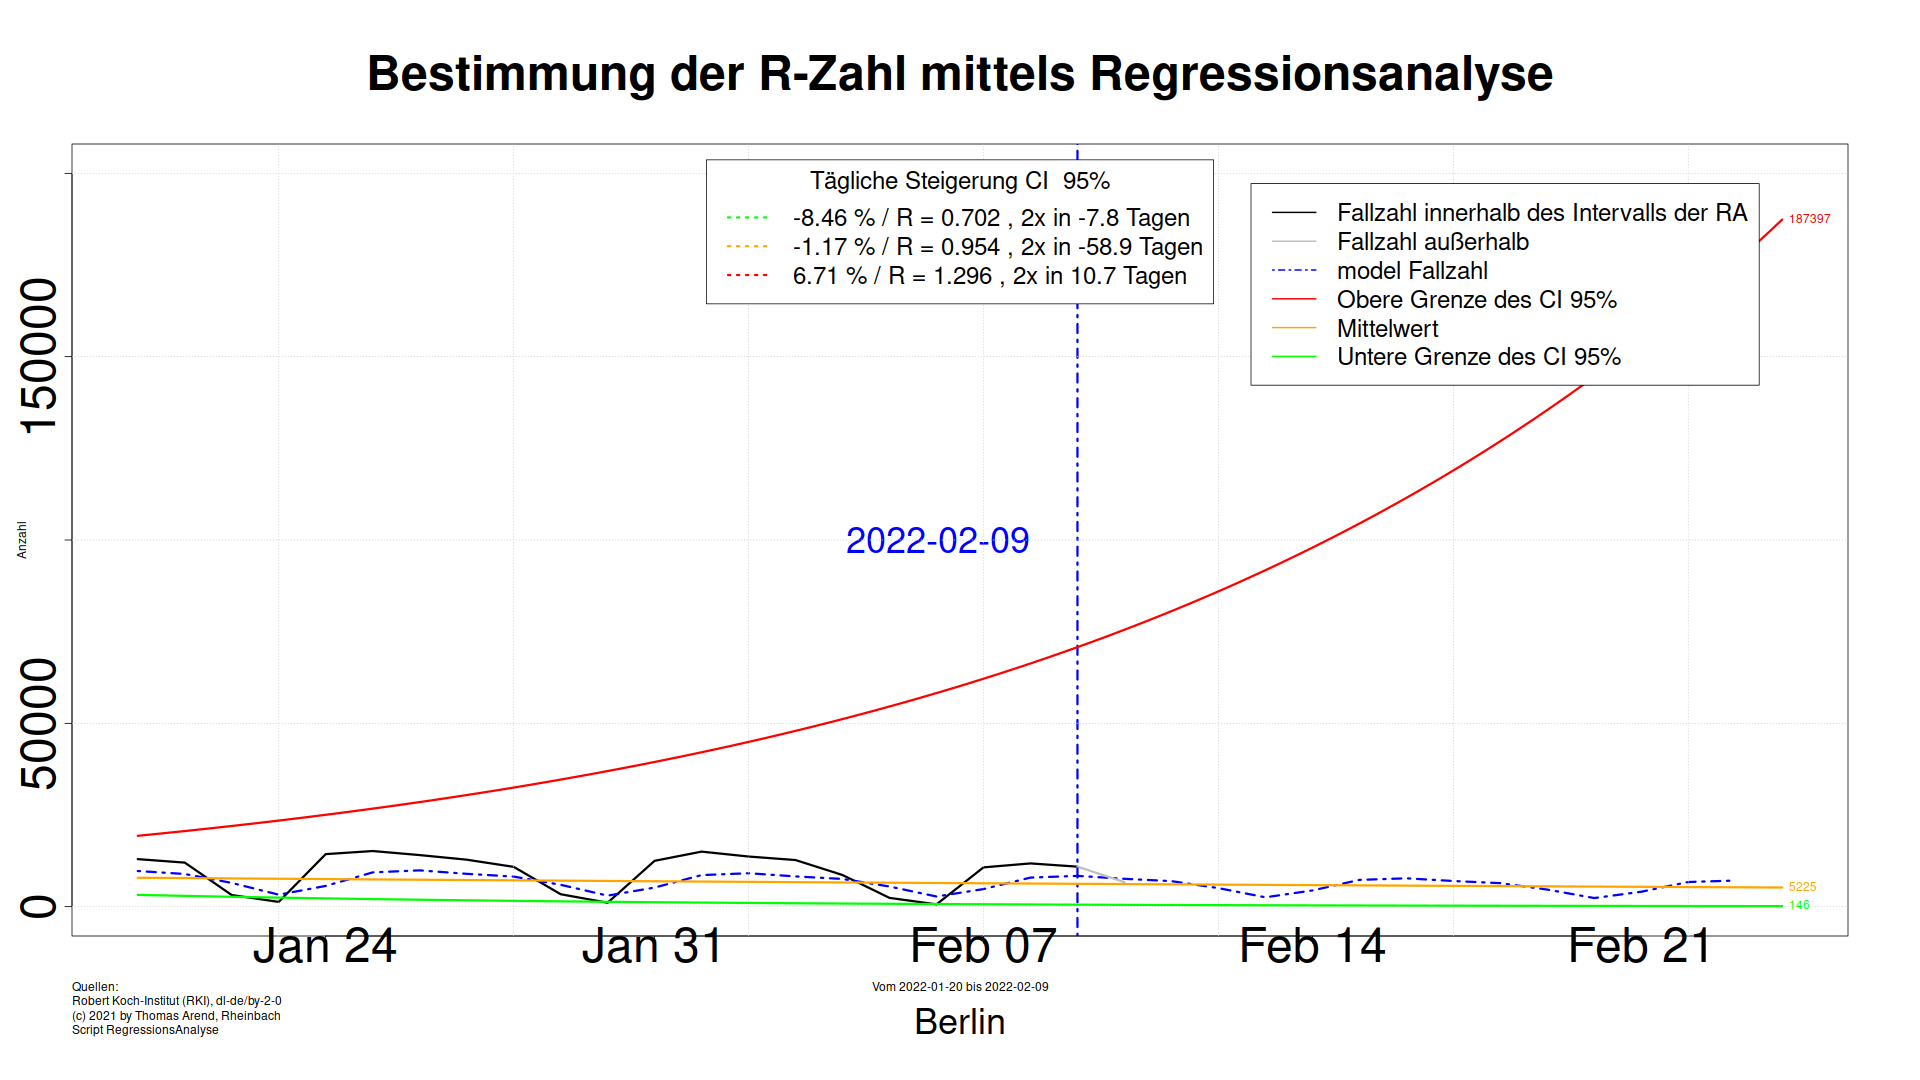 Bestimmung der R-Zahl mittels Regressionsanalyse
Tägliche Steigerung CI 95%
-8.46 % / R = 0.702 , 2x in -7.8 Tagen
-1.17 % / R = 0.954 , 2x in -58.9 Tagen
6.71 % / R = 1.296 , 2x in 10.7 Tagen
Fallzahl innerhalb des Intervalls der RA
Fallzahl außerhalb
model Fallzahl
Obere Grenze des CI 95%
Mittelwert
Untere Grenze des CI 95%
187397
150000
Anzahl
2022-02-09
50000
0
5225
146
Jan 24
Jan 31
Feb 07
Feb 14
Feb 21
Quellen:
Robert Koch-Institut (RKI), dl-de/by-2-0
(c) 2021 by Thomas Arend, Rheinbach
Script RegressionsAnalyse
Vom 2022-01-20 bis 2022-02-09
Berlin